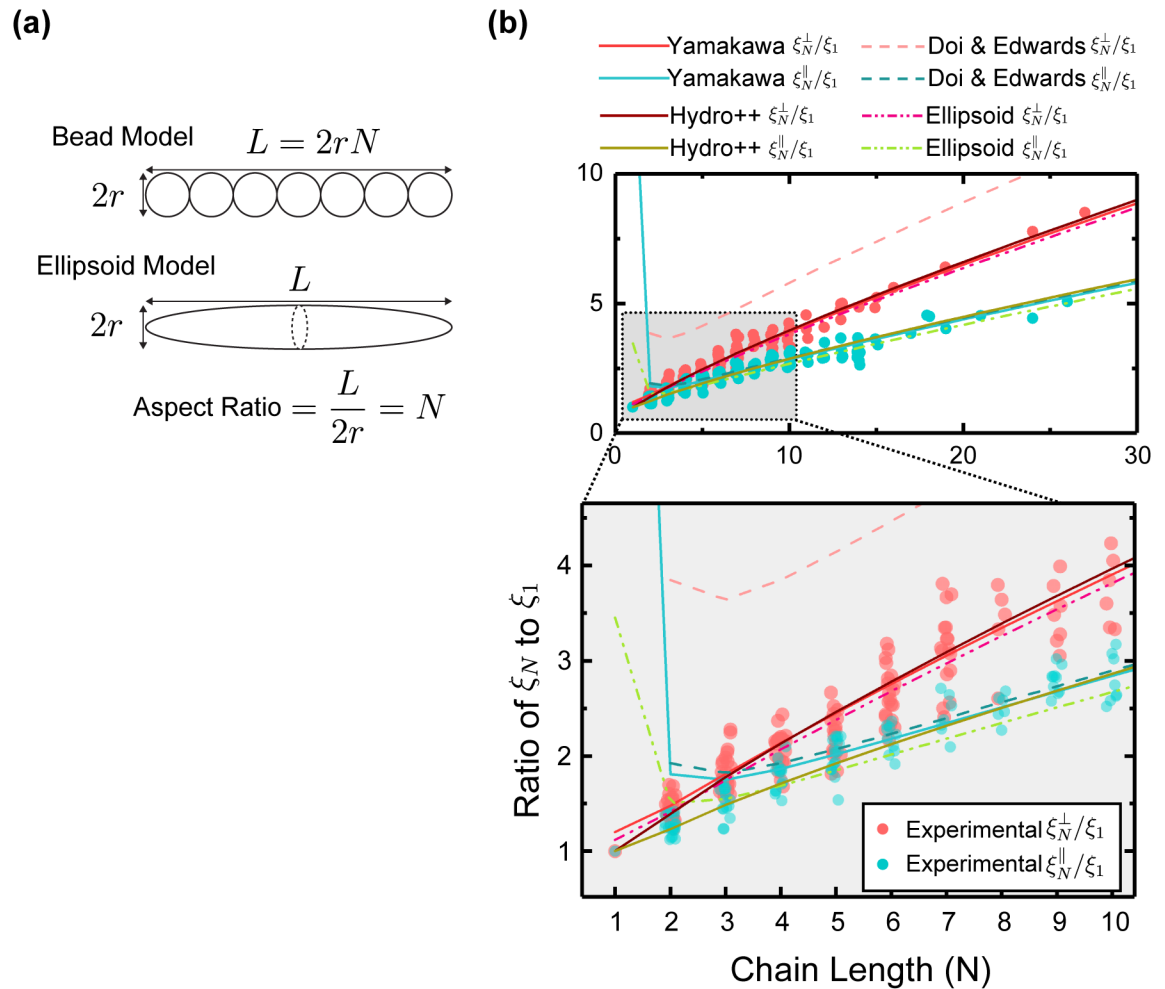 (a)
Bead Model
L = 2rN
2r
Ellipsoid Model
L
2r
Aspect Ratio = L/2r = N
(b)
Yamakawa ξ_N^⊥/ξ_1
Doi & Edwards ξ_N^⊥/ξ_1
Yamakawa ξ_N^∥/ξ_1
Doi & Edwards ξ_N^∥/ξ_1
Hydro++ ξ_N^⊥/ξ_1
Ellipsoid ξ_N^⊥/ξ_1
Hydro++ ξ_N^∥/ξ_1
Ellipsoid ξ_N^∥/ξ_1
10
5
0
0 10 20 30
Ratio of ξ_N to ξ_1
4
3
2
1
Experimental ξ_N^⊥/ξ_1
Experimental ξ_N^∥/ξ_1
1 2 3 4 5 6 7 8 9 10
Chain Length (N)